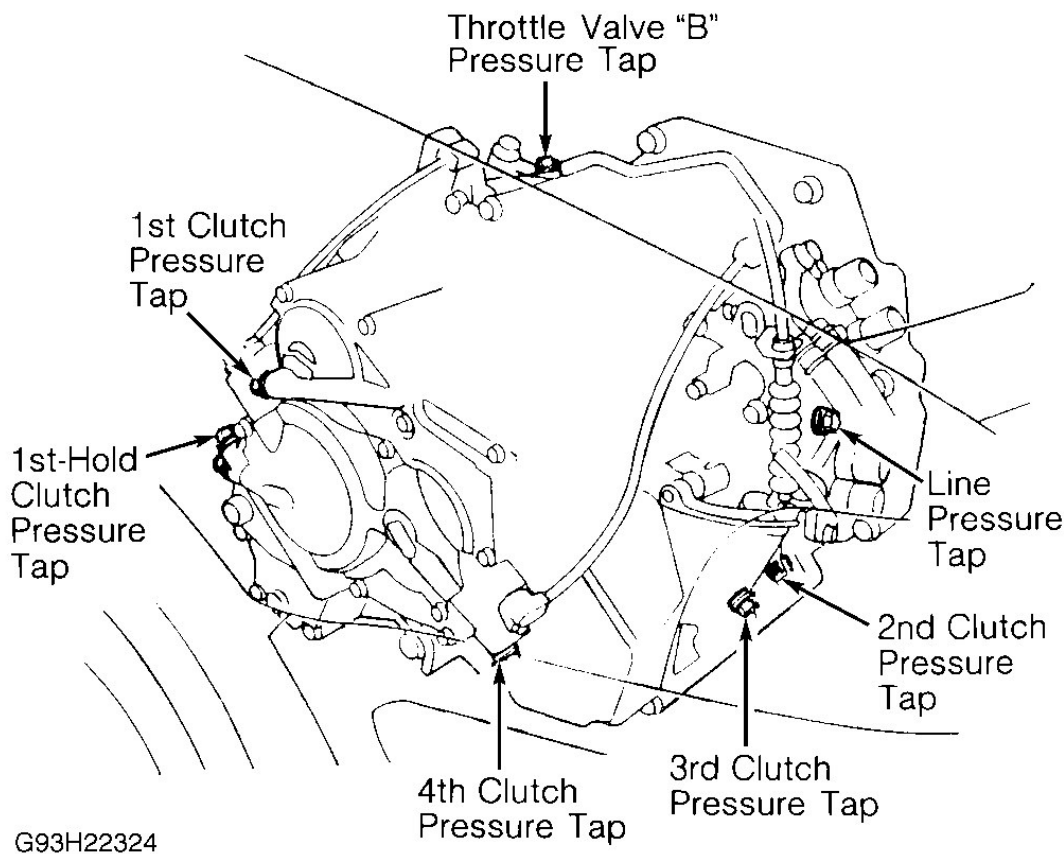 Throttle Valve “B”
Pressure Tap
1st Clutch
Pressure
Tap
1st-Hold
Clutch
Pressure
Tap
Line
Pressure
Tap
2nd Clutch
Pressure
Tap
3rd Clutch
Pressure Tap
4th Clutch
Pressure Tap
G93H22324